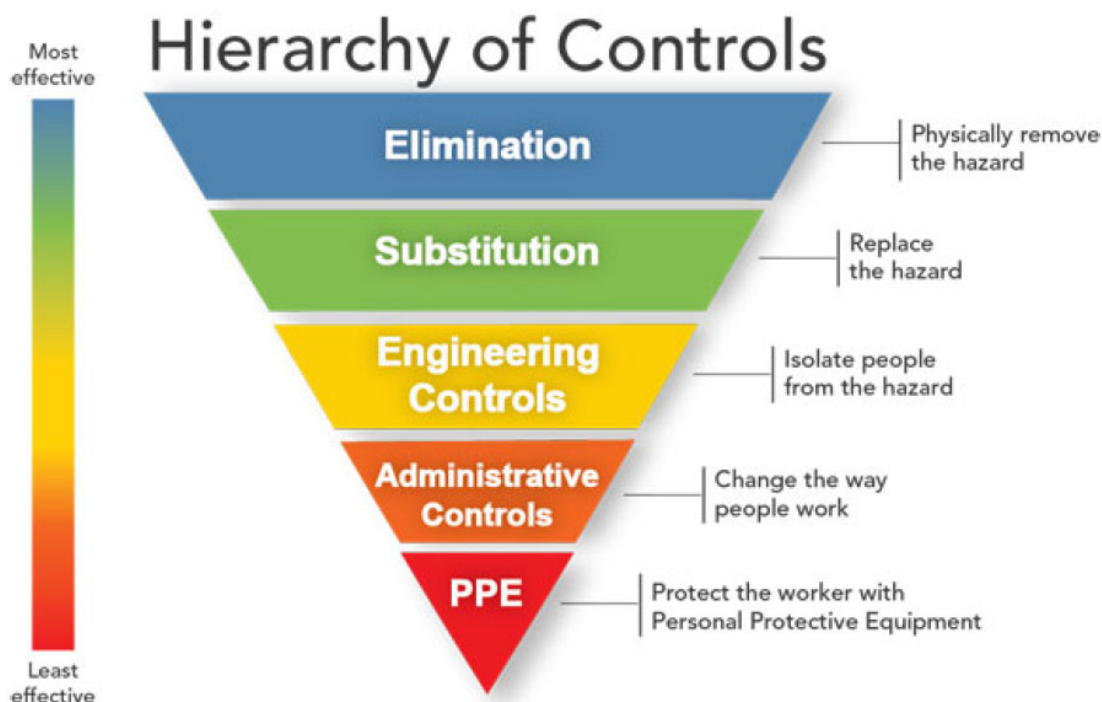 Hierarchy of Controls
Most
effective
Elimination
Physically remove
the hazard
Substitution
Replace
the hazard
Engineering
Controls
Isolate people
from the hazard
Administrative
Controls
Change the way
people work
PPE
Protect the worker with
Personal Protective Equipment
Least
effective